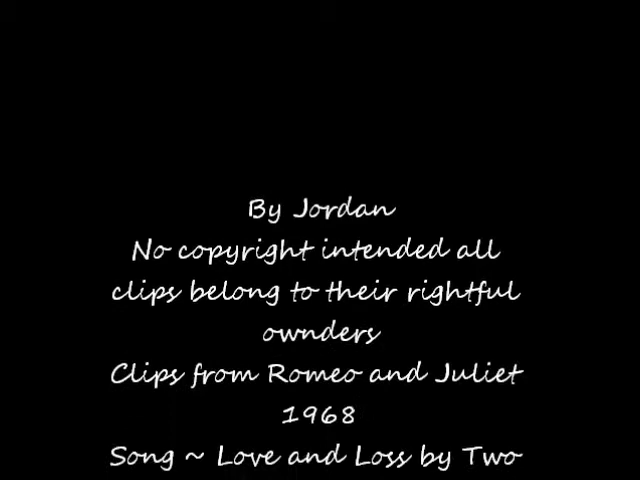 By Jordan
No copyright intended all
clips belong to their rightful
ownders
Clips from Romeo and Juliet
1968
Song ~ Love and Loss by Two